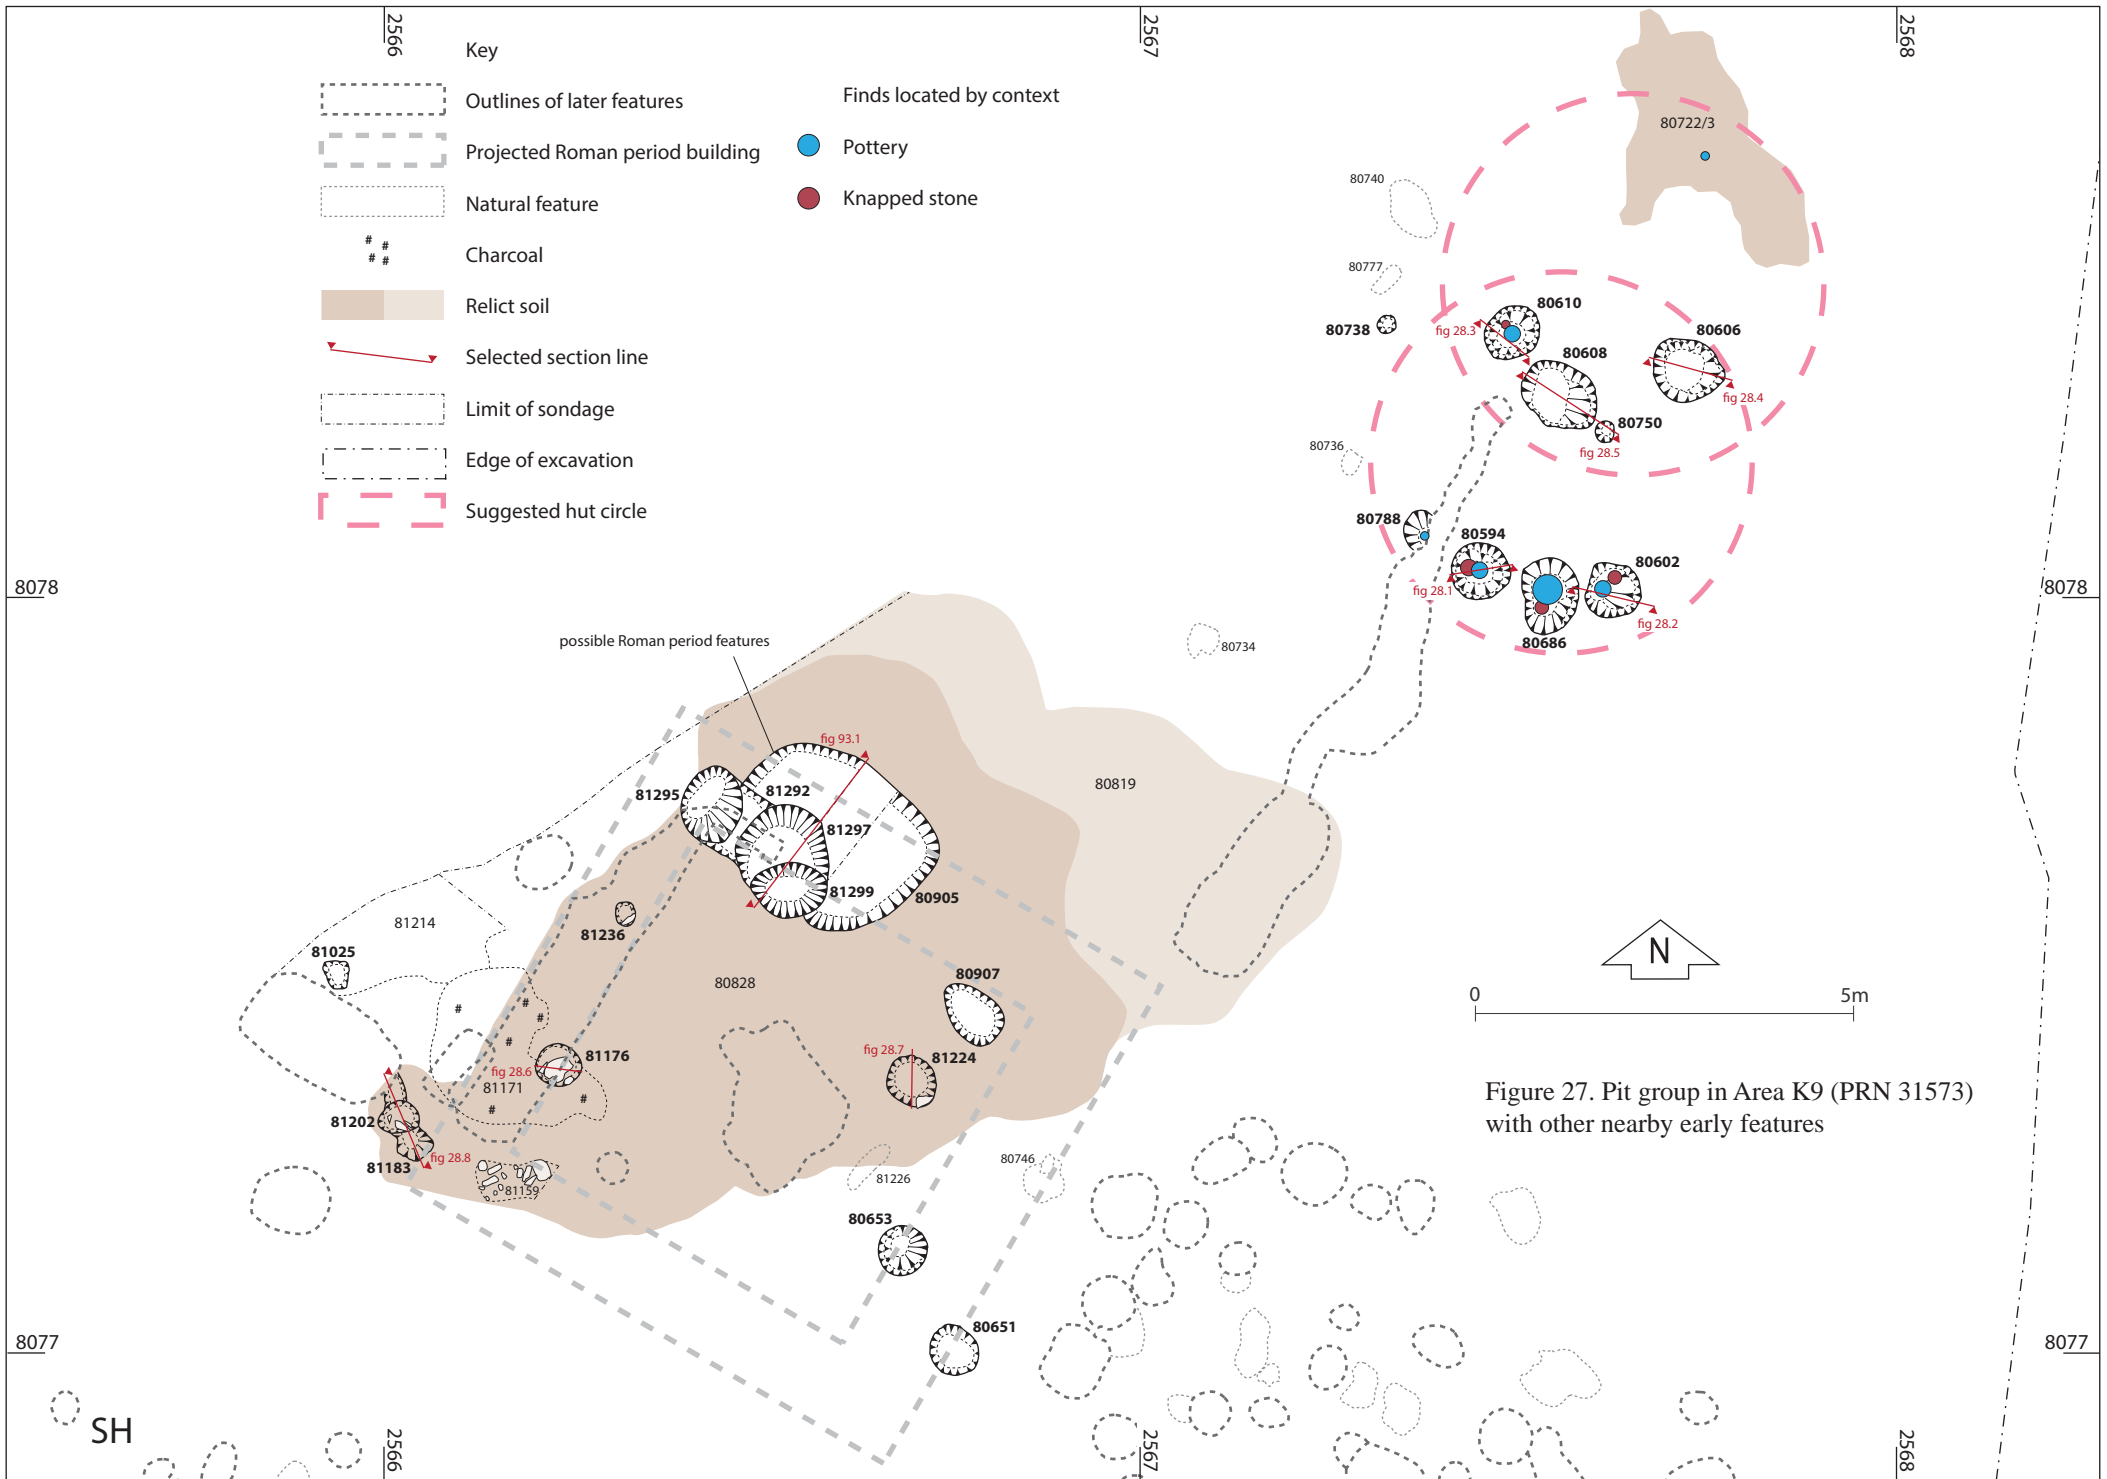 2566
2567
2568
Key
Outlines of later features
Projected Roman period building
Natural feature
Charcoal
Relict soil
Selected section line
Limit of sondage
Edge of excavation
Suggested hut circle
Finds located by context
Pottery
Knapped stone
80722/3
80740
80777
80738
80610
fig 28.3
80608
80606
fig 28.4
80750
fig 28.5
80736
80788
80594
80602
fig 28.1
fig 28.2
80686
8078
8078
80734
possible Roman period features
fig 93.1
80819
81295
81292
81297
81299
80905
81236
81214
81025
80828
80907
81176
fig 28.6
81171
fig 28.7
81224
81202
81183
fig 28.8
81159
81226
80746
80653
80651
N
0
5m
Figure 27. Pit group in Area K9 (PRN 31573)
with other nearby early features
8077
8077
SH
2566
2567
2568